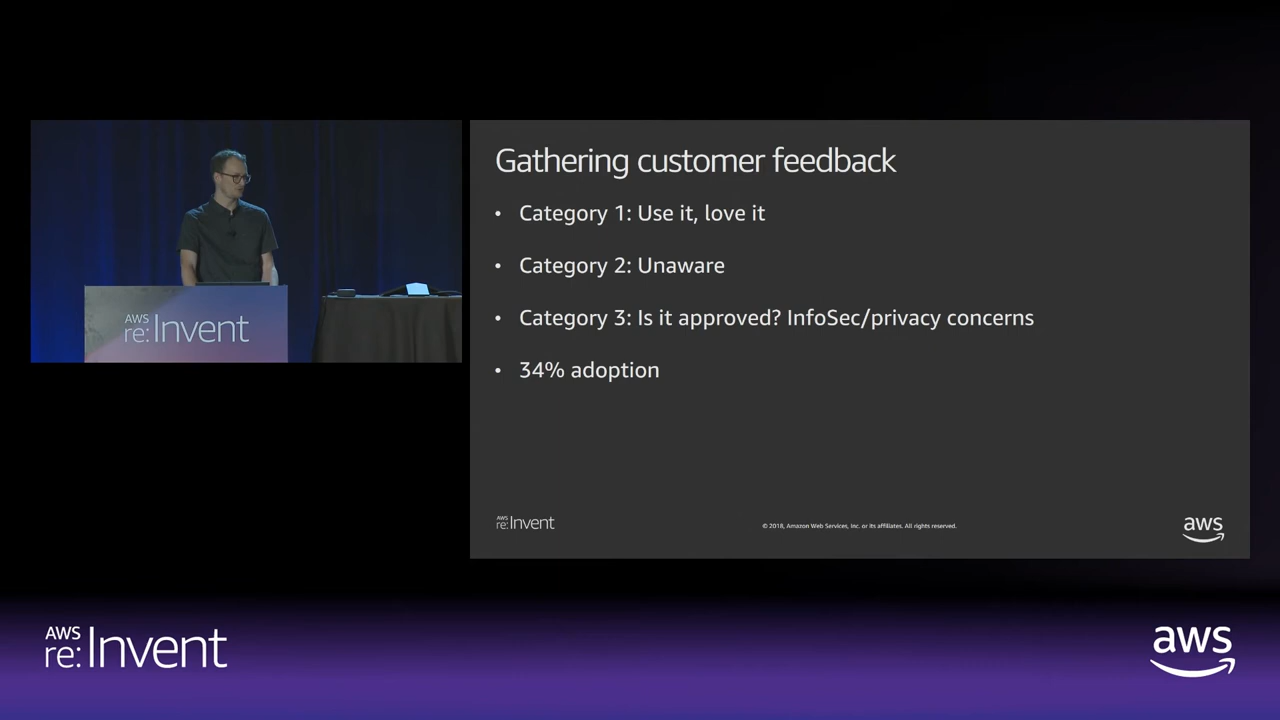 AWS
re:Invent
Gathering customer feedback
• Category 1: Use it, love it
• Category 2: Unaware
• Category 3: Is it approved? InfoSec/privacy concerns
• 34% adoption
AWS
re:Invent
© 2018, Amazon Web Services, Inc. or its affiliates. All rights reserved.
aws
AWS
re:Invent
aws